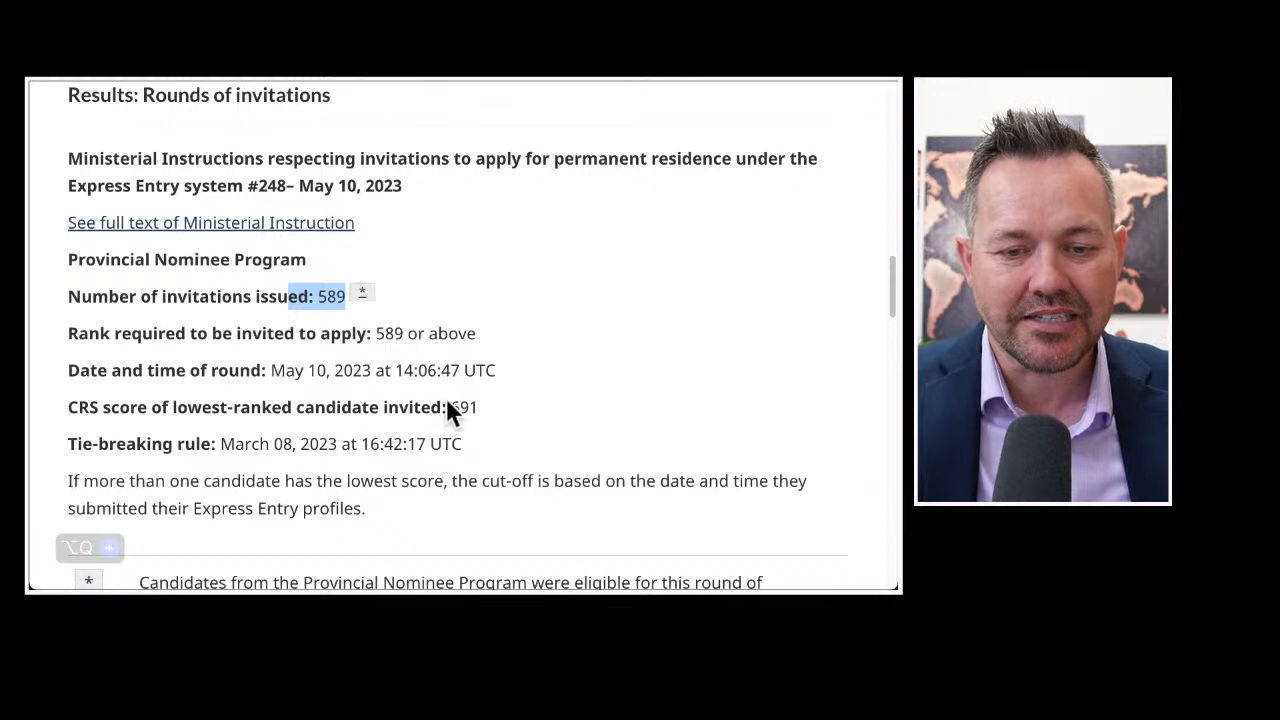 Results: Rounds of invitations
Ministerial Instructions respecting invitations to apply for permanent residence under the
Express Entry system #248– May 10, 2023
See full text of Ministerial Instruction
Provincial Nominee Program
Number of invitations issued: 589 *
Rank required to be invited to apply: 589 or above
Date and time of round: May 10, 2023 at 14:06:47 UTC
CRS score of lowest-ranked candidate invited: 691
Tie-breaking rule: March 08, 2023 at 16:42:17 UTC
If more than one candidate has the lowest score, the cut-off is based on the date and time they
submitted their Express Entry profiles.
⌥Q
* Candidates from the Provincial Nominee Program were eligible for this round of